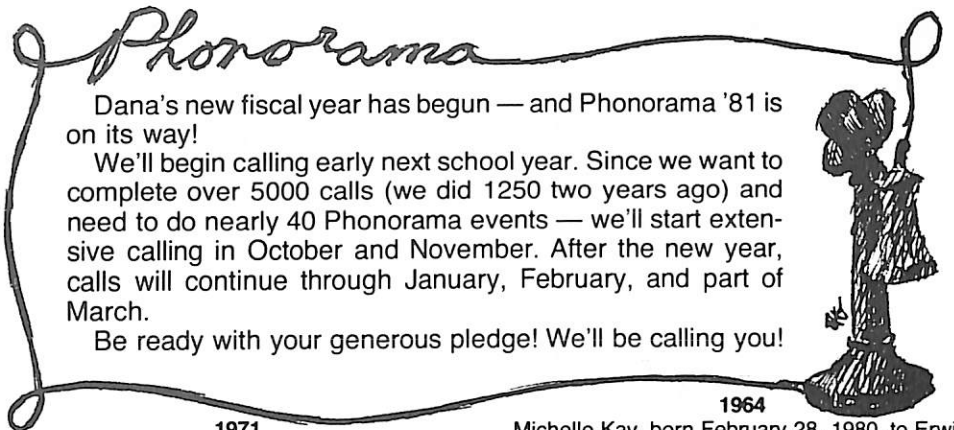 Phonorama
Dana's new fiscal year has begun — and Phonorama '81 is
on its way!
We'll begin calling early next school year. Since we want to
complete over 5000 calls (we did 1250 two years ago) and
need to do nearly 40 Phonorama events — we'll start exten-
sive calling in October and November. After the new year,
calls will continue through January, February, and part of
March.
Be ready with your generous pledge! We'll be calling you!
1964
1971
Michelle Kay, born February 28, 1980, to Erwi